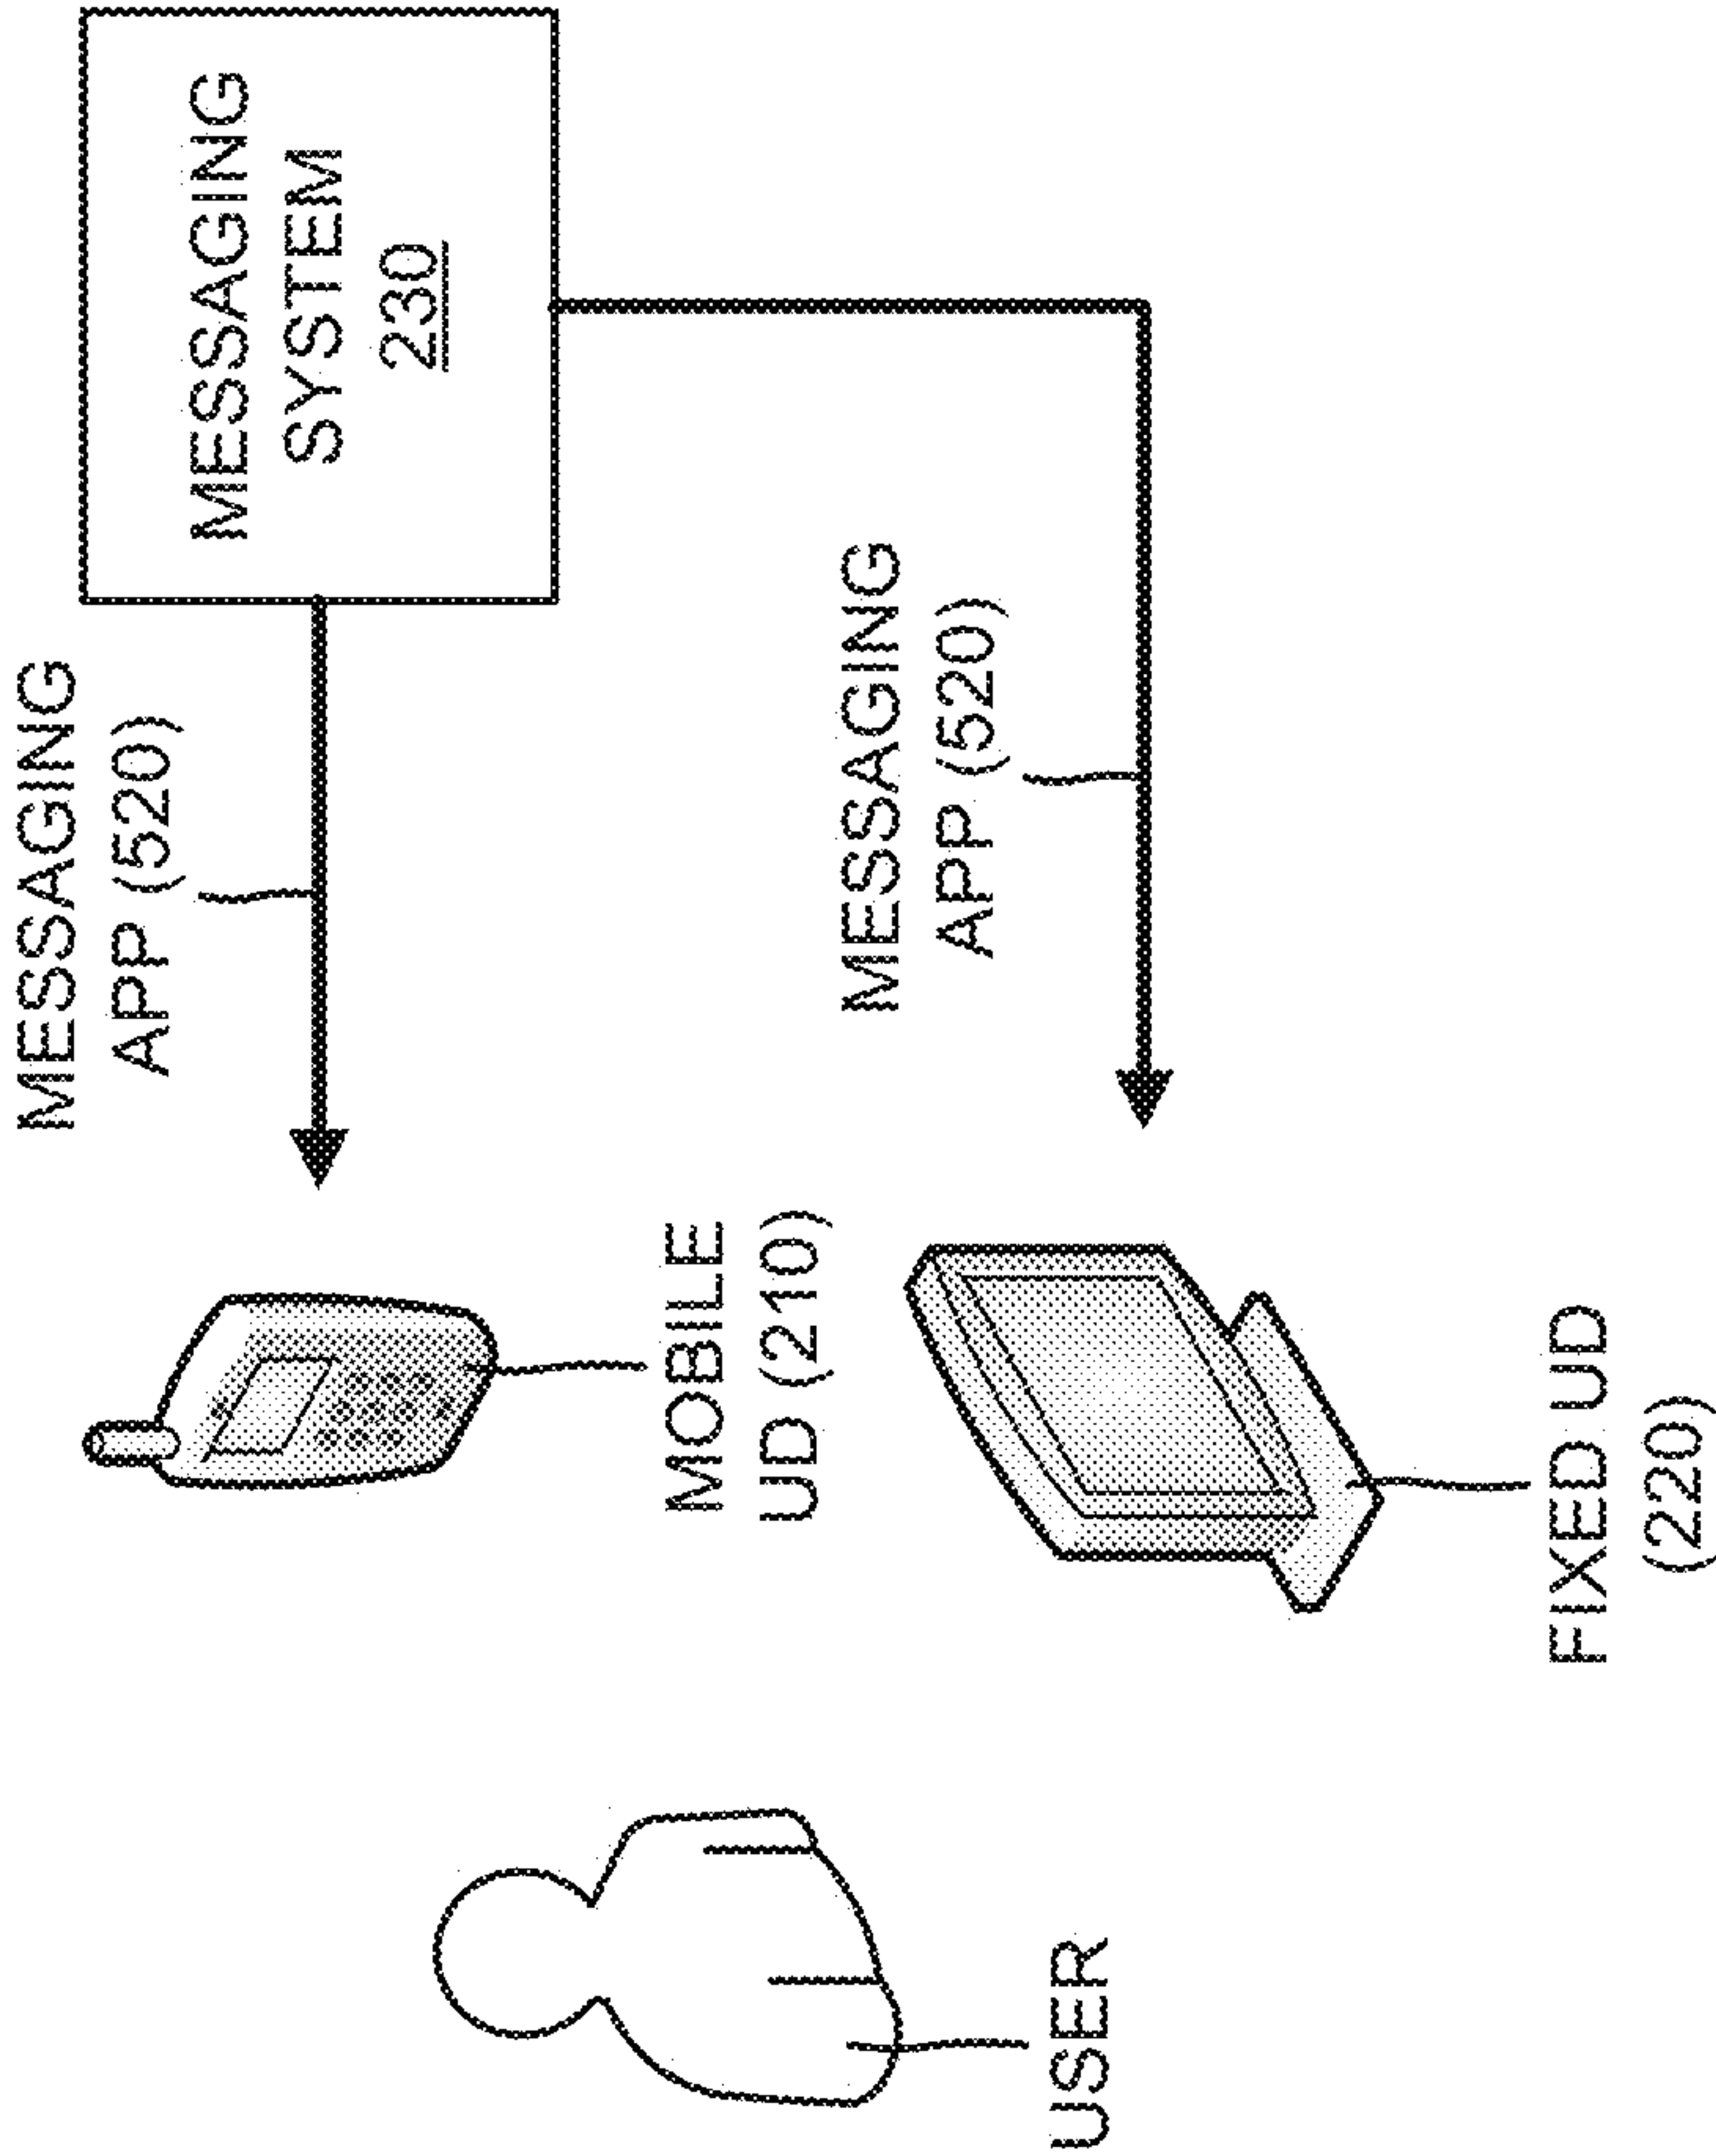 MESSAGING
APP (520)
MESSAGING
SYSTEM
230
MOBILE
UD (210)
MESSAGING
APP (520)
USER
FIXED UD
(220)